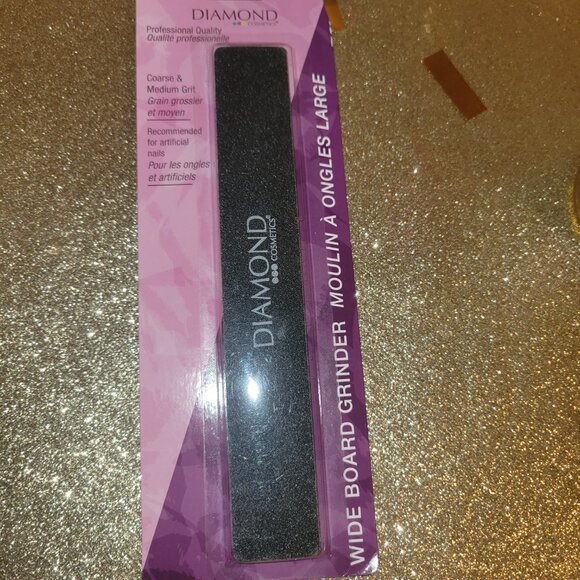 DIAMOND
COSMETICS®
Professional Quality
Qualité professionelle
Coarse &
Medium Grit
Grain grossier
et moyen
Recommended
for artificial
nails
Pour les ongles
et artificiels
DIAMOND
COSMETICS®
WIDE BOARD GRINDER MOULIN À ONGLES LARGE